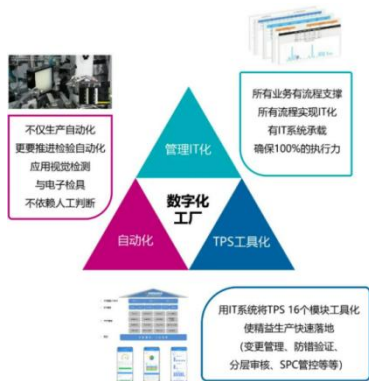 所有业务有流程支撑
所有流程实现IT化
有IT系统承载
确保100%的执行力
不仅生产自动化
更要推进检验自动化
应用视觉检测
与电子检具
不依赖人工判断
管理IT化
数字化
工厂
自动化
TPS工具化
用IT系统将TPS 16个模块工具化
使精益生产快速落地
(变更管理、防错验证、
分层审核、SPC管控等等)